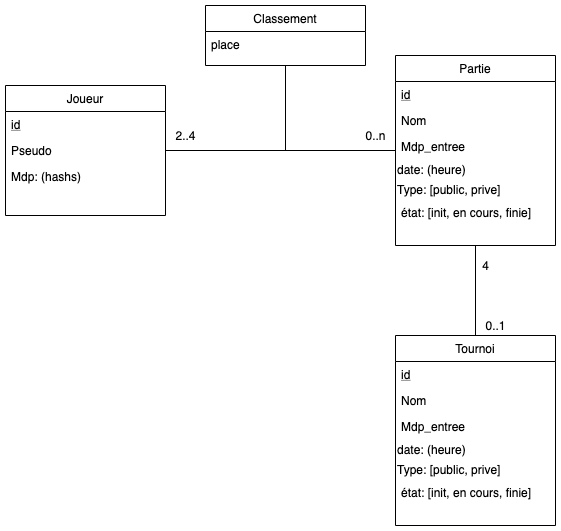 Classement
place
Joueur
id
Pseudo
Mdp: (hashs)
2..4
0..n
Partie
id
Nom
Mdp_entree
date: (heure)
Type: [public, prive]
état: [init, en cours, finie]
4
0..1
Tournoi
id
Nom
Mdp_entree
date: (heure)
Type: [public, prive]
état: [init, en cours, finie]